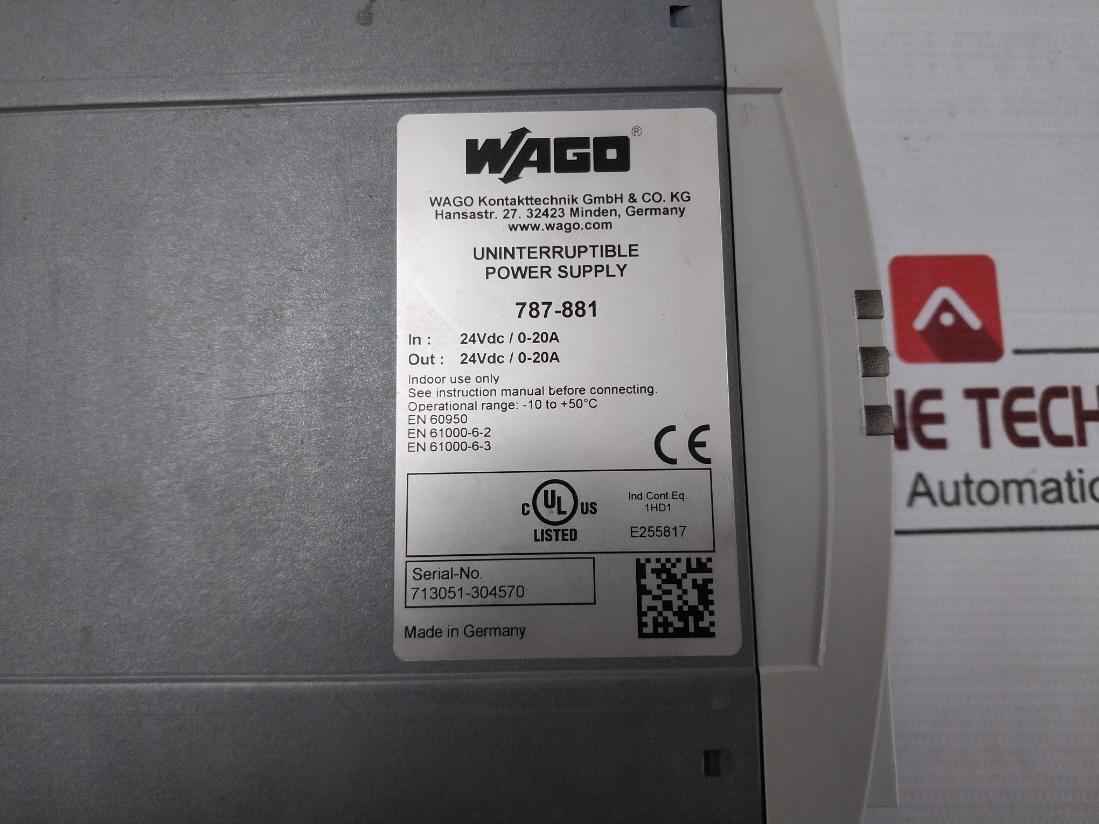 WAGO®
WAGO Kontakttechnik GmbH & CO. KG
Hansastr. 27. 32423 Minden, Germany
www.wago.com
UNINTERRUPTIBLE
POWER SUPPLY
787-881
In : 24Vdc / 0-20A
Out : 24Vdc / 0-20A
Indoor use only
See instruction manual before connecting.
Operational range: -10 to +50°C
EN 60950
EN 61000-6-2
EN 61000-6-3
CE
C UL US
LISTED
Ind.Cont.Eq.
1HD1
E255817
Serial-No.
713051-304570
Made in Germany
NE TECH
Automatio